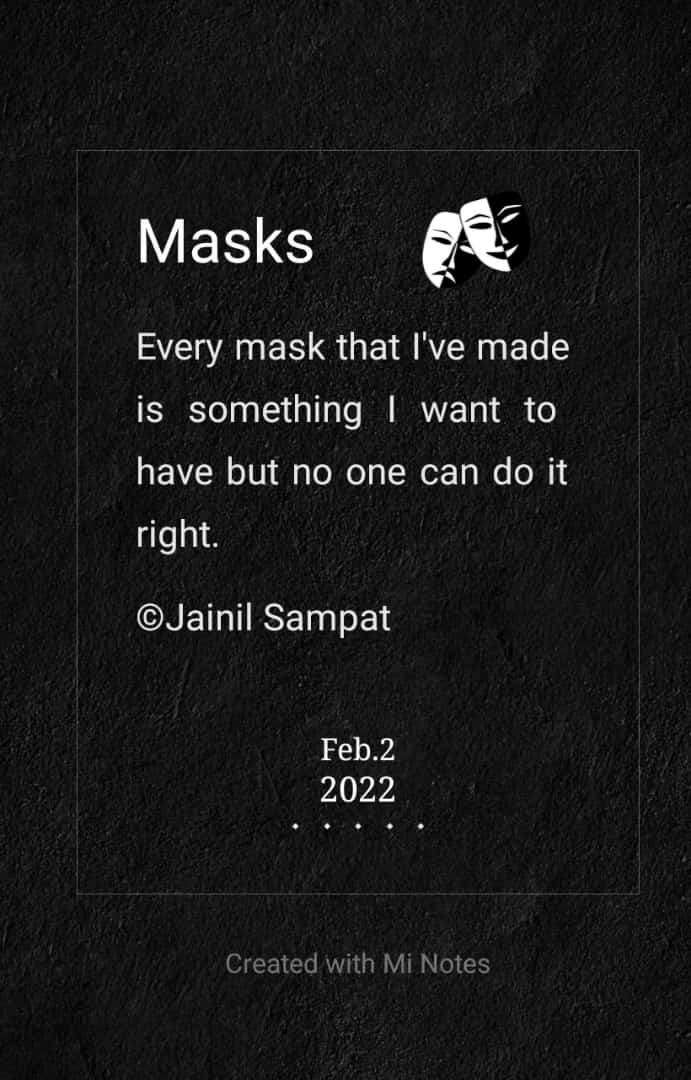 Masks
Every mask that I've made
is something I want to
have but no one can do it
right.
©Jainil Sampat
Feb.2
2022
Created with Mi Notes